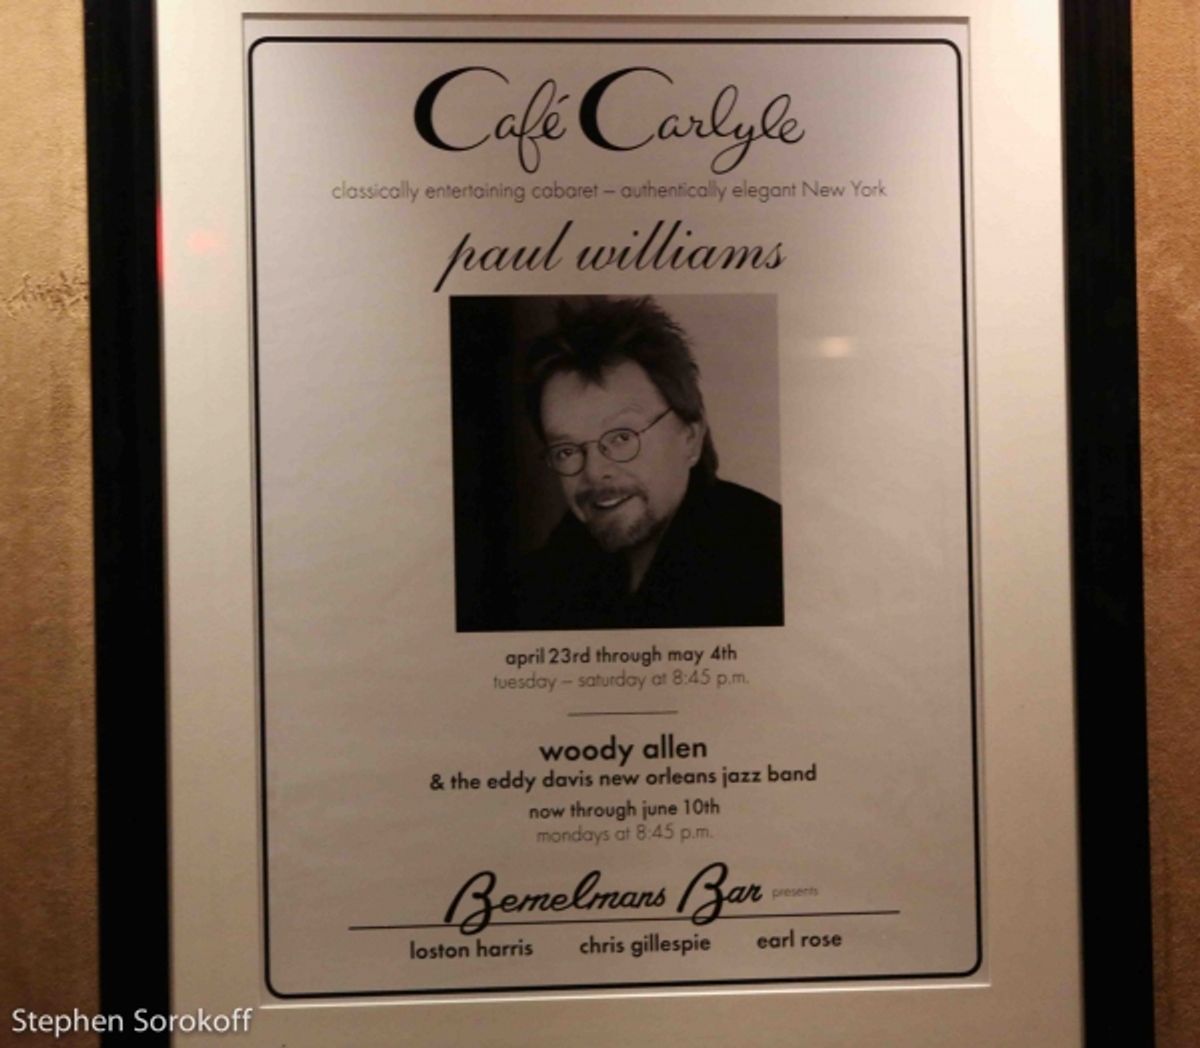 Café Carlyle
classically entertaining cabaret – authentically elegant New York
paul williams
april 23rd through may 4th
tuesday – saturday at 8:45 p.m.
woody allen
& the eddy davis new orleans jazz band
now through june 10th
mondays at 8:45 p.m.
Bemelmans Bar presents
loston harris chris gillespie earl rose
Stephen Sorokoff